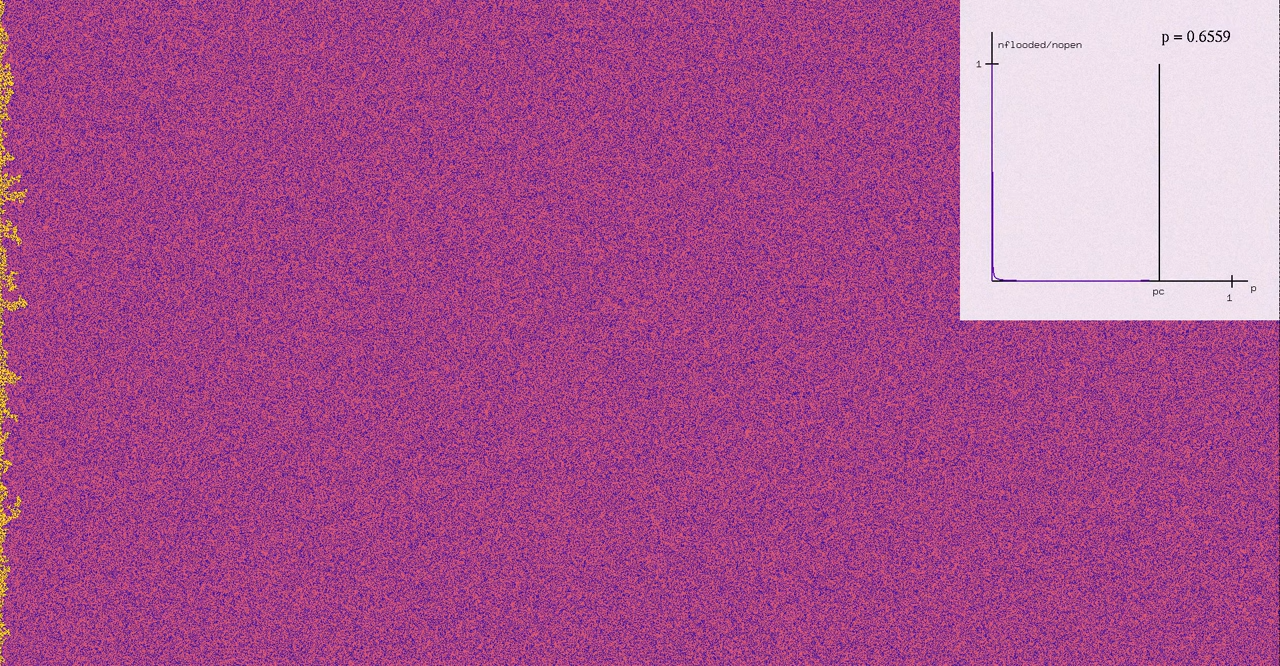 p = 0.6559
nflooded/nopen
1
pc
1
p